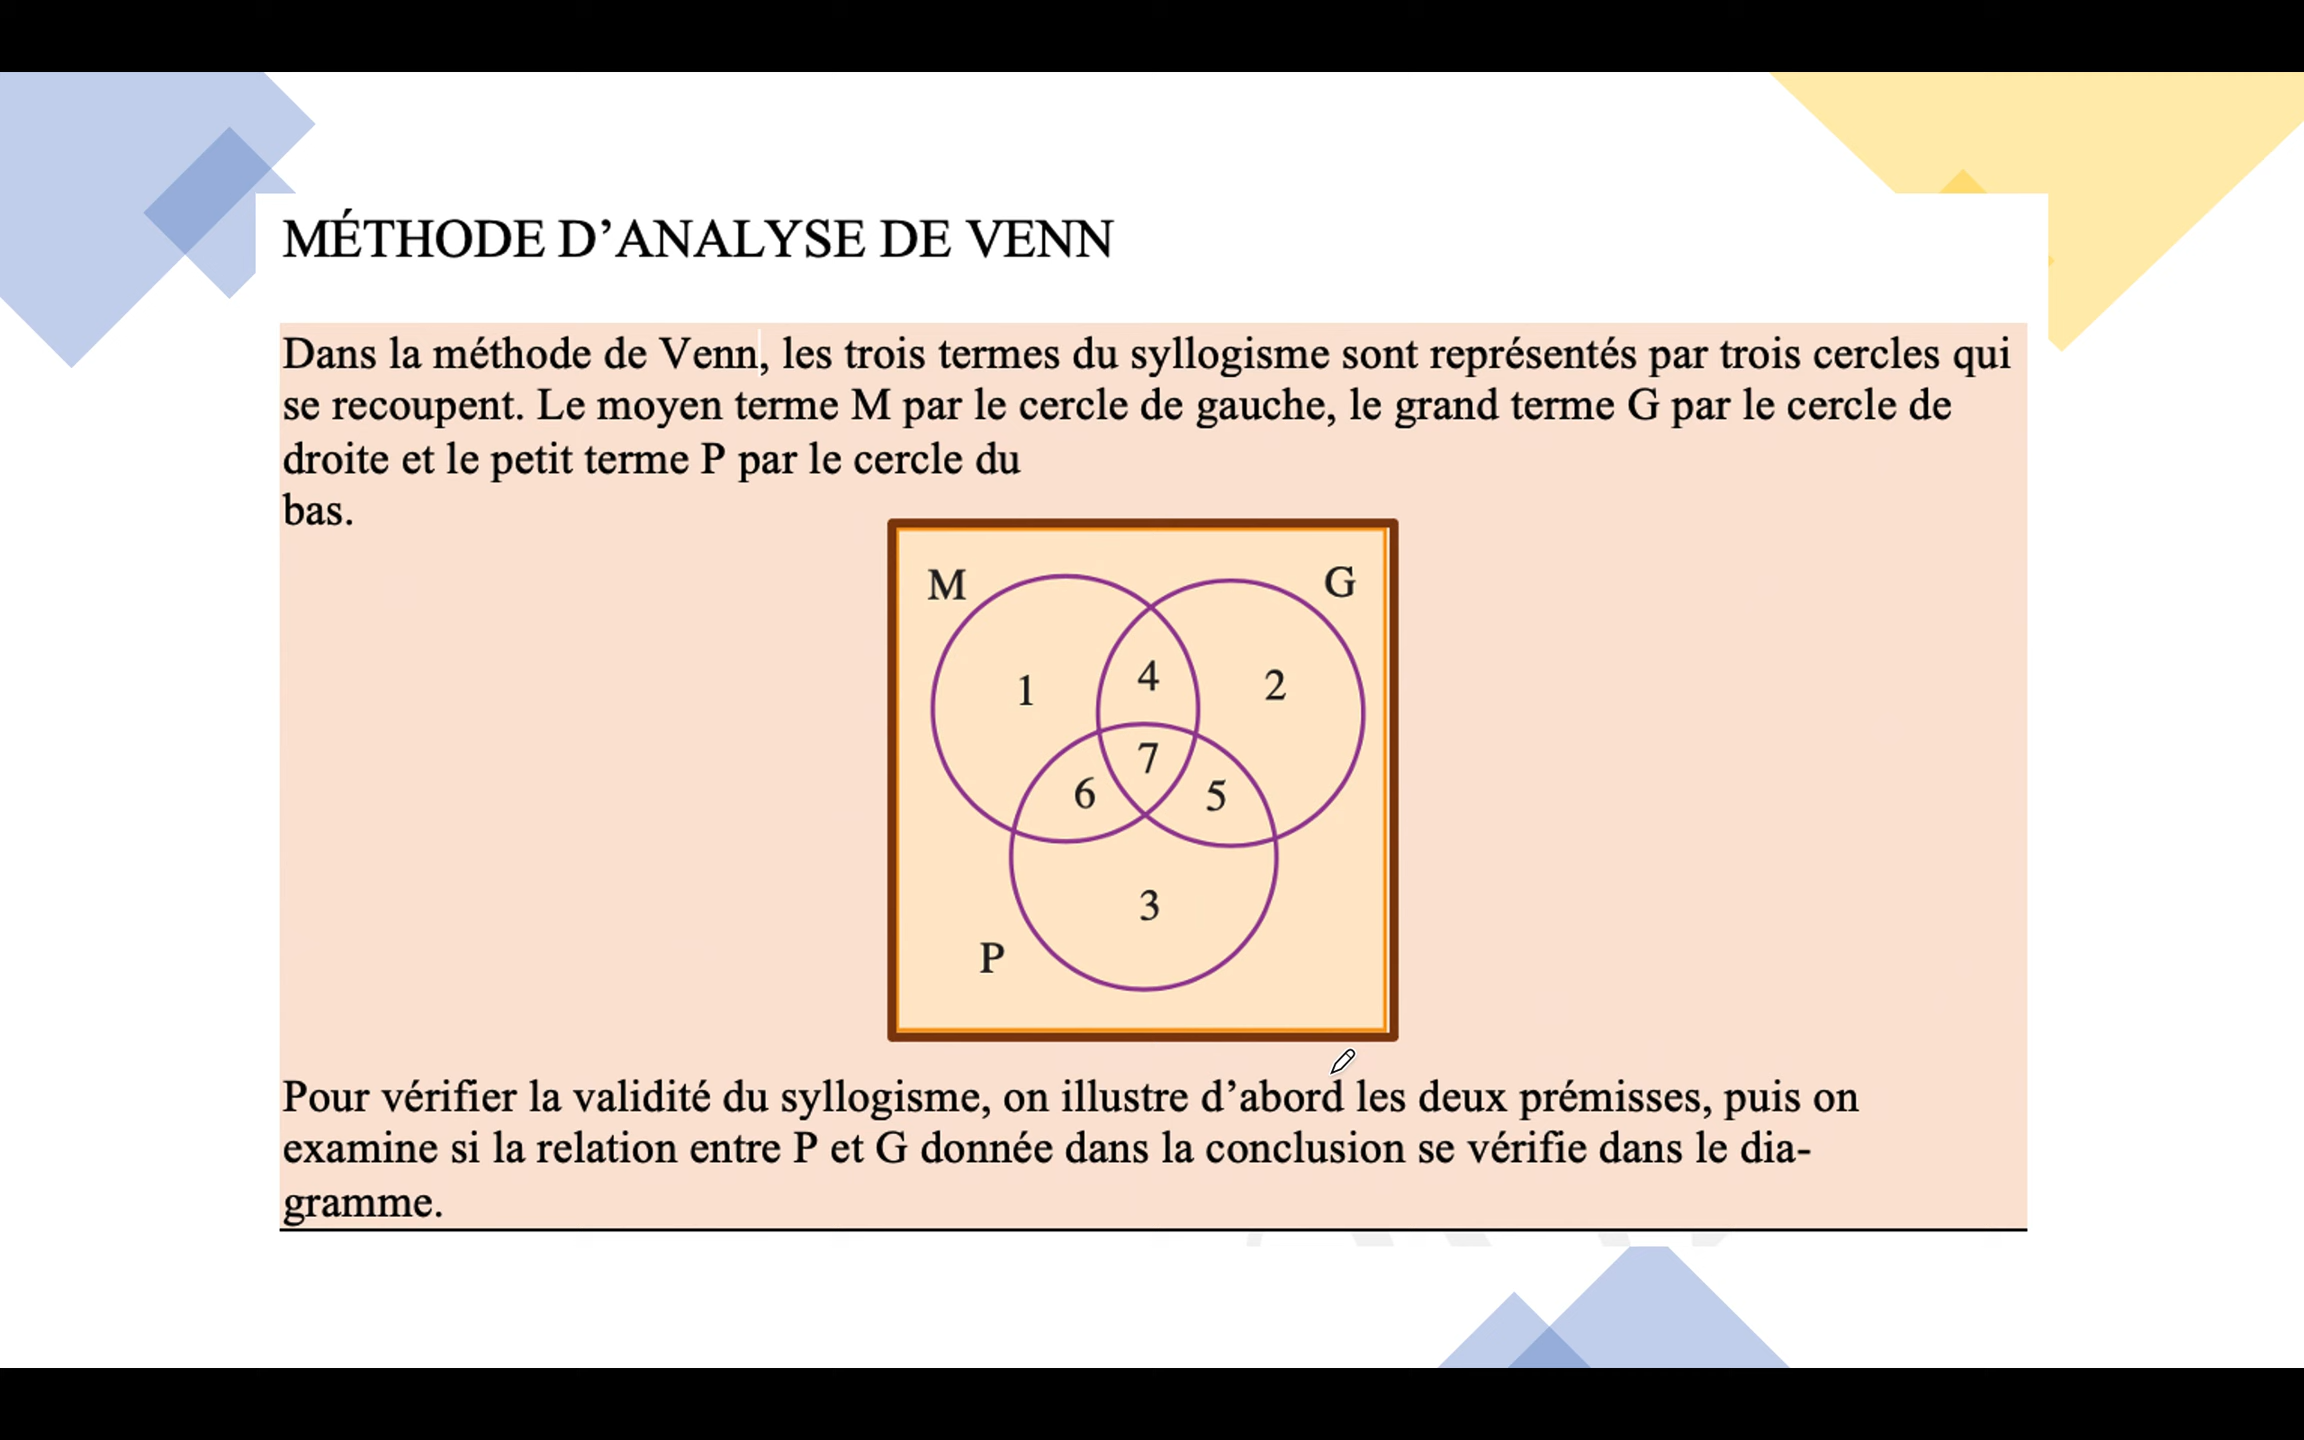 MÉTHODE D’ANALYSE DE VENN
Dans la méthode de Venn, les trois termes du syllogisme sont représentés par trois cercles qui
se recoupent. Le moyen terme M par le cercle de gauche, le grand terme G par le cercle de
droite et le petit terme P par le cercle du
bas.
M G
1 4 2
7
6 5
3
P
Pour vérifier la validité du syllogisme, on illustre d’abord les deux prémisses, puis on
examine si la relation entre P et G donnée dans la conclusion se vérifie dans le dia-
gramme.